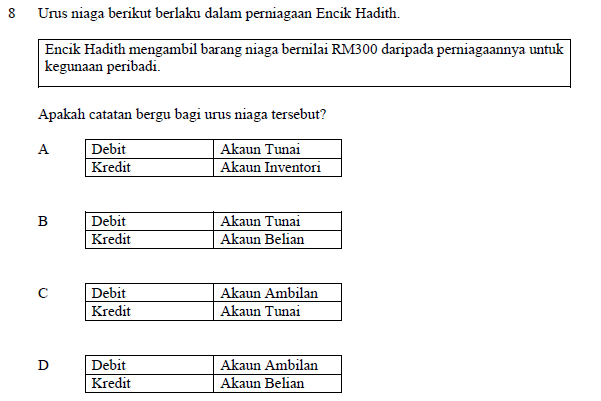 8 Urus niaga berikut berlaku dalam perniagaan Encik Hadith.
Encik Hadith mengambil barang niaga bernilai RM300 daripada perniagaannya untuk
kegunaan peribadi.
Apakah catatan bergu bagi urus niaga tersebut?
A Debit Akaun Tunai
Kredit Akaun Inventori
B Debit Akaun Tunai
Kredit Akaun Belian
C Debit Akaun Ambilan
Kredit Akaun Tunai
D Debit Akaun Ambilan
Kredit Akaun Belian